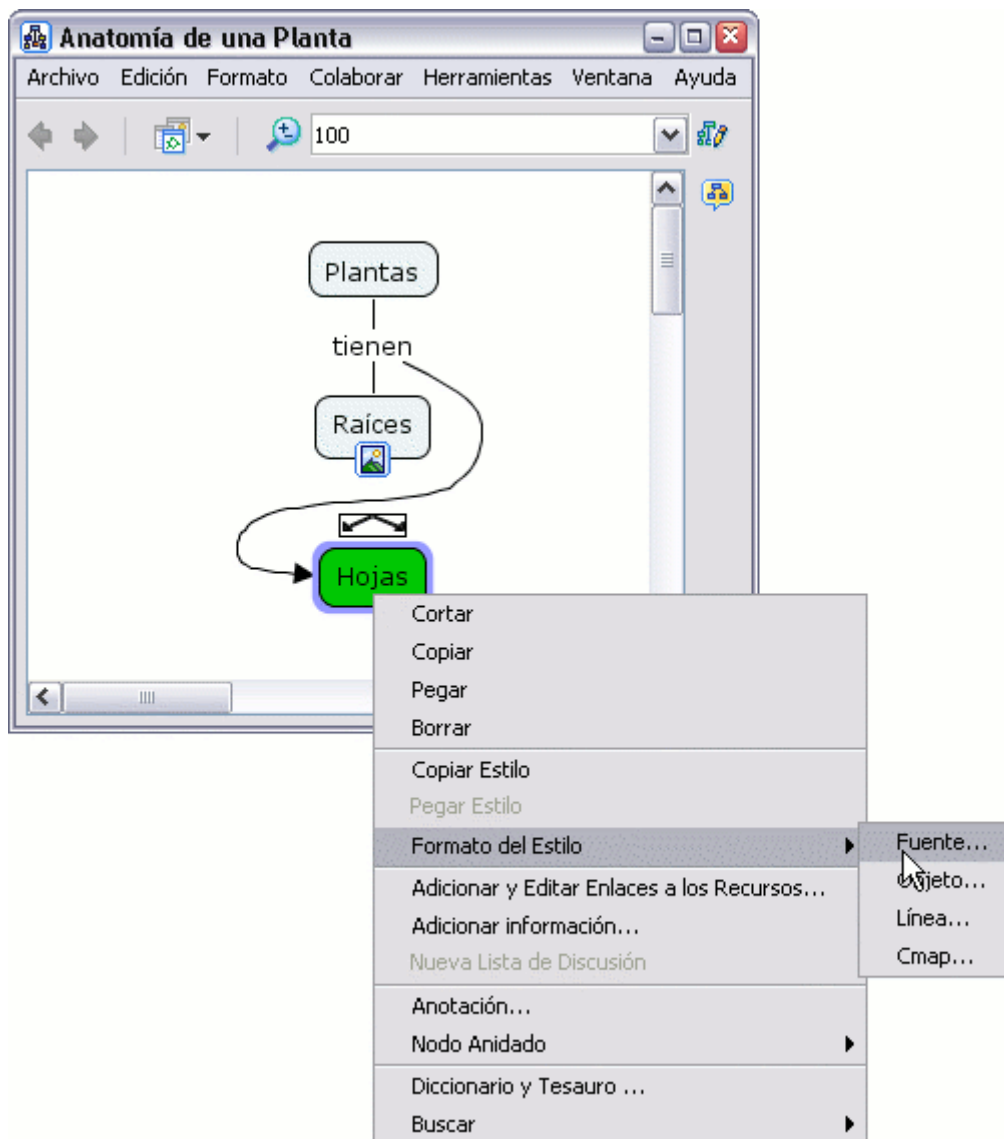 Anatomía de una Planta
Archivo Edición Formato Colaborar Herramientas Ventana Ayuda
100
Plantas
tienen
Raíces
Hojas
Cortar
Copiar
Pegar
Borrar
Copiar Estilo
Pegar Estilo
Formato del Estilo
Fuente...
Objeto...
Línea...
Cmap...
Adicionar y Editar Enlaces a los Recursos...
Adicionar información...
Nueva Lista de Discusión
Anotación...
Nodo Anidado
Diccionario y Tesauro ...
Buscar